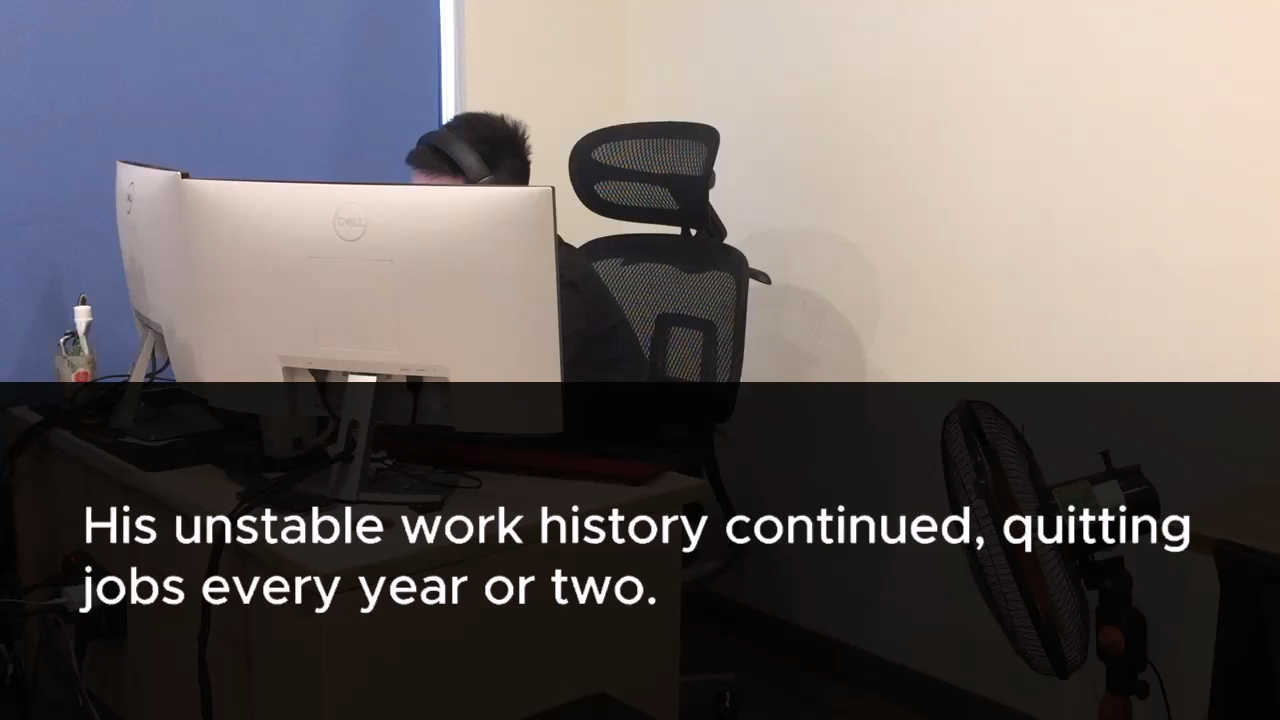 DELL
His unstable work history continued, quitting
jobs every year or two.